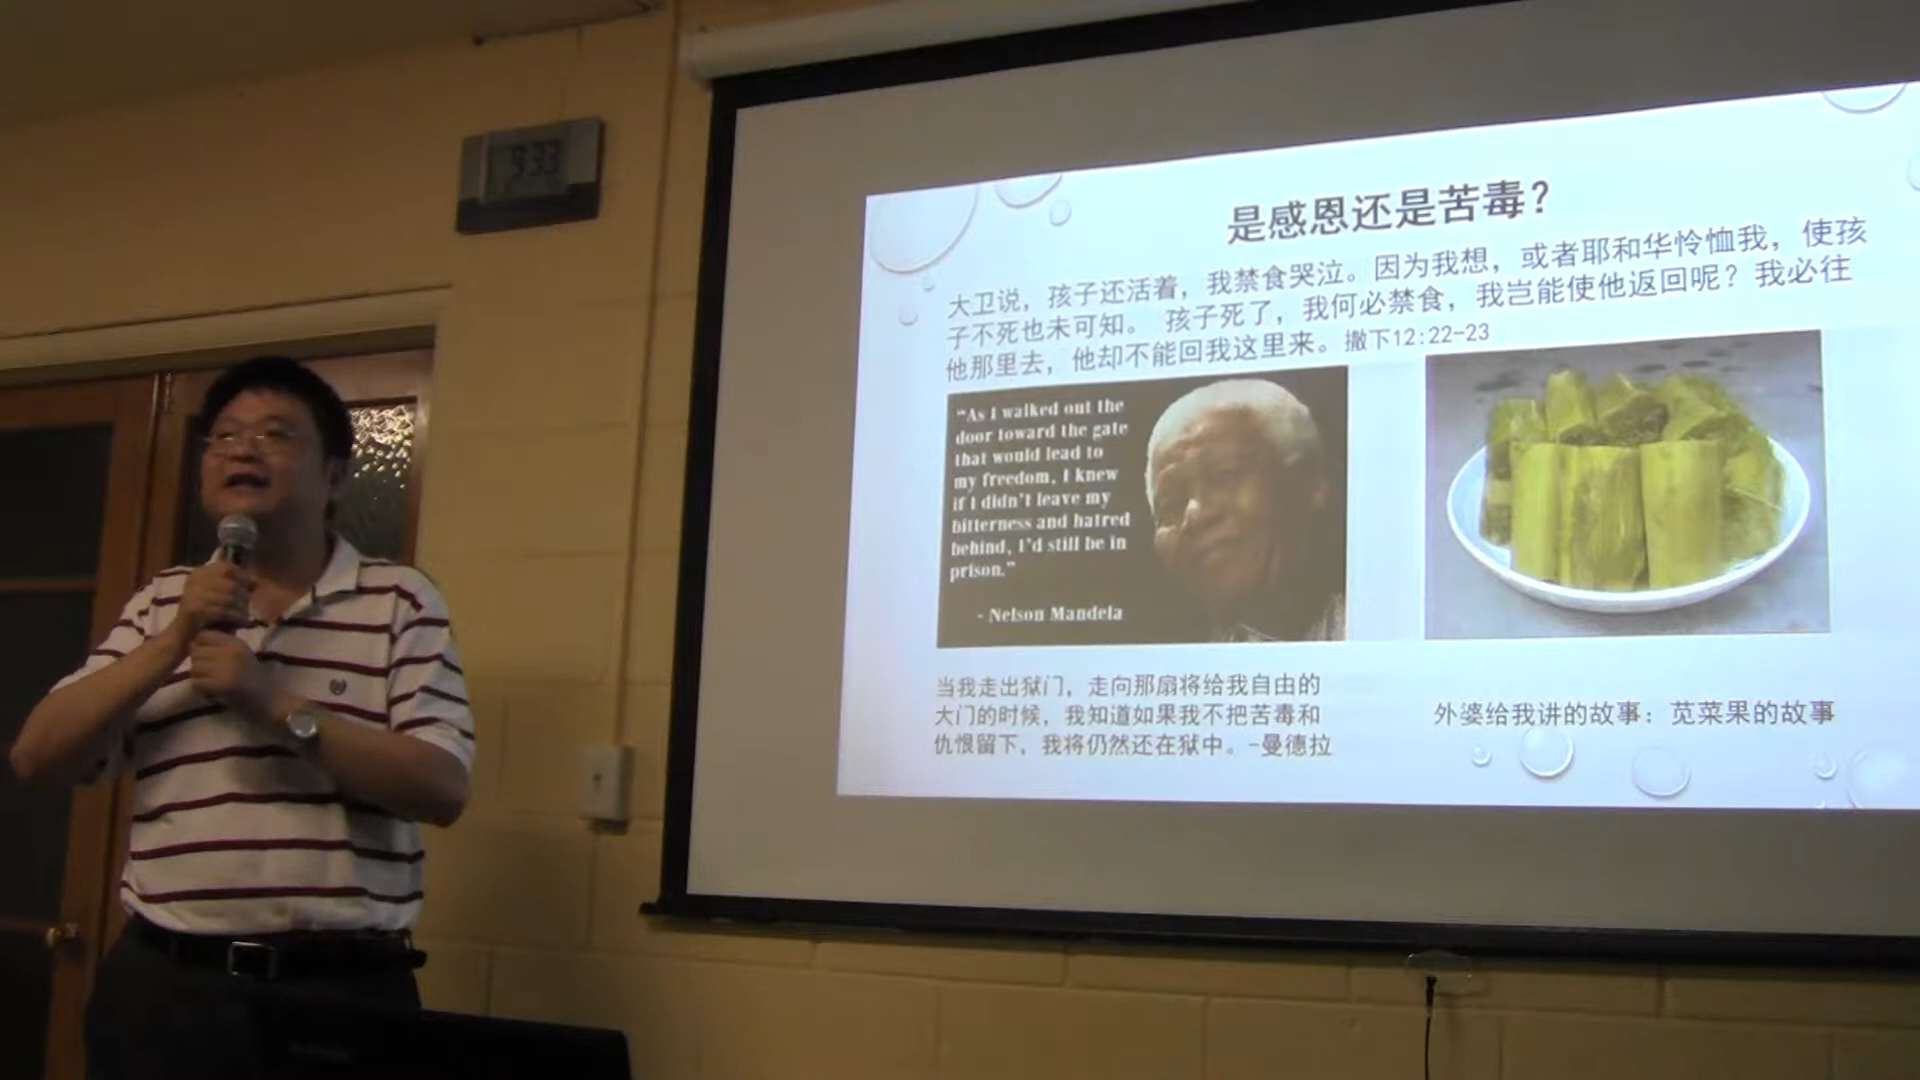 9:33
是感恩还是苦毒？
大卫说，孩子还活着，我禁食哭泣。因为我想，或者耶和华怜恤我，使孩
子不死也未可知。 孩子死了，我何必禁食，我岂能使他返回呢？我必往
他那里去，他却不能回我这里来。撒下12:22-23
“As I walked out the
door toward the gate
that would lead to
my freedom, I knew
if I didn't leave my
bitterness and hatred
behind, I'd still be in
prison.”
- Nelson Mandela
当我走出狱门，走向那扇将给我自由的
大门的时候，我知道如果我不把苦毒和
仇恨留下，我将仍然还在狱中。-曼德拉
外婆给我讲的故事：苋菜果的故事